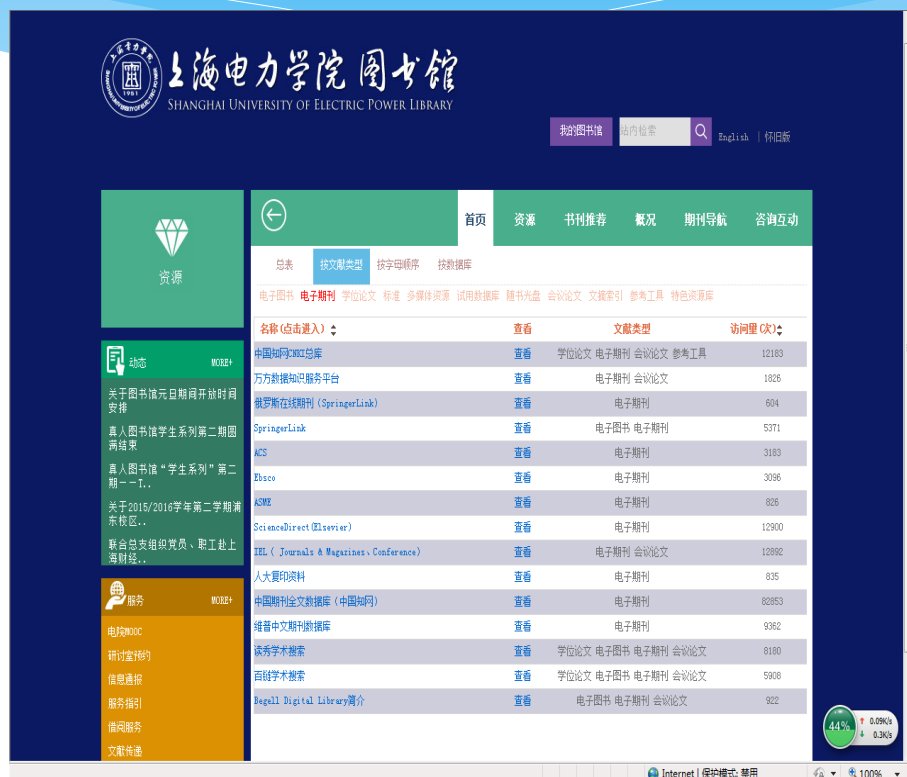 上海电力学院 图书馆
SHANGHAI UNIVERSITY OF ELECTRIC POWER LIBRARY
我的图书馆 站内检索 English | 怀旧版
资源
首页 资源 书刊推荐 概况 期刊导航 咨询互动
总表 按文献类型 按字母顺序 按数据库
电子图书 电子期刊 学位论文 标准 多媒体资源 试用数据库 随书光盘 会议论文 文摘索引 参考工具 特色资源库
名称(点击进入) 查看 文献类型 访问量(次)
中国知网CNKI总库 查看 学位论文 电子期刊 会议论文 参考工具 12183
万方数据知识服务平台 查看 电子期刊 会议论文 1826
俄罗斯在线期刊(SpringerLink) 查看 电子期刊 604
SpringerLink 查看 电子图书 电子期刊 5371
ACS 查看 电子期刊 3183
Ebsco 查看 电子期刊 3096
ASME 查看 电子期刊 826
ScienceDirect(Elsevier) 查看 电子期刊 12900
IEL( Journals & Magazines、Conference) 查看 电子期刊 会议论文 12892
人大复印资料 查看 电子期刊 835
中国期刊全文数据库(中国知网) 查看 电子期刊 82853
维普中文期刊数据库 查看 电子期刊 9362
读秀学术搜索 查看 学位论文 电子图书 电子期刊 会议论文 8180
百链学术搜索 查看 学位论文 电子图书 电子期刊 会议论文 5908
Begell Digital Library简介 查看 电子图书 电子期刊 会议论文 922
动态 MORE+
关于图书馆元旦期间开放时间
安排
真人图书馆学生系列第二期圆
满结束
真人图书馆“学生系列”第二
期--T..
关于2015/2016学年第二学期浦
东校区..
联合总支组织党员、职工赴上
海财经..
服务 MORE+
电院MOOC
研讨室预约
信息通报
服务指引
借阅服务
文献传递
44% 0.09K/s
0.3K/s
Internet | 保护模式: 禁用 100%